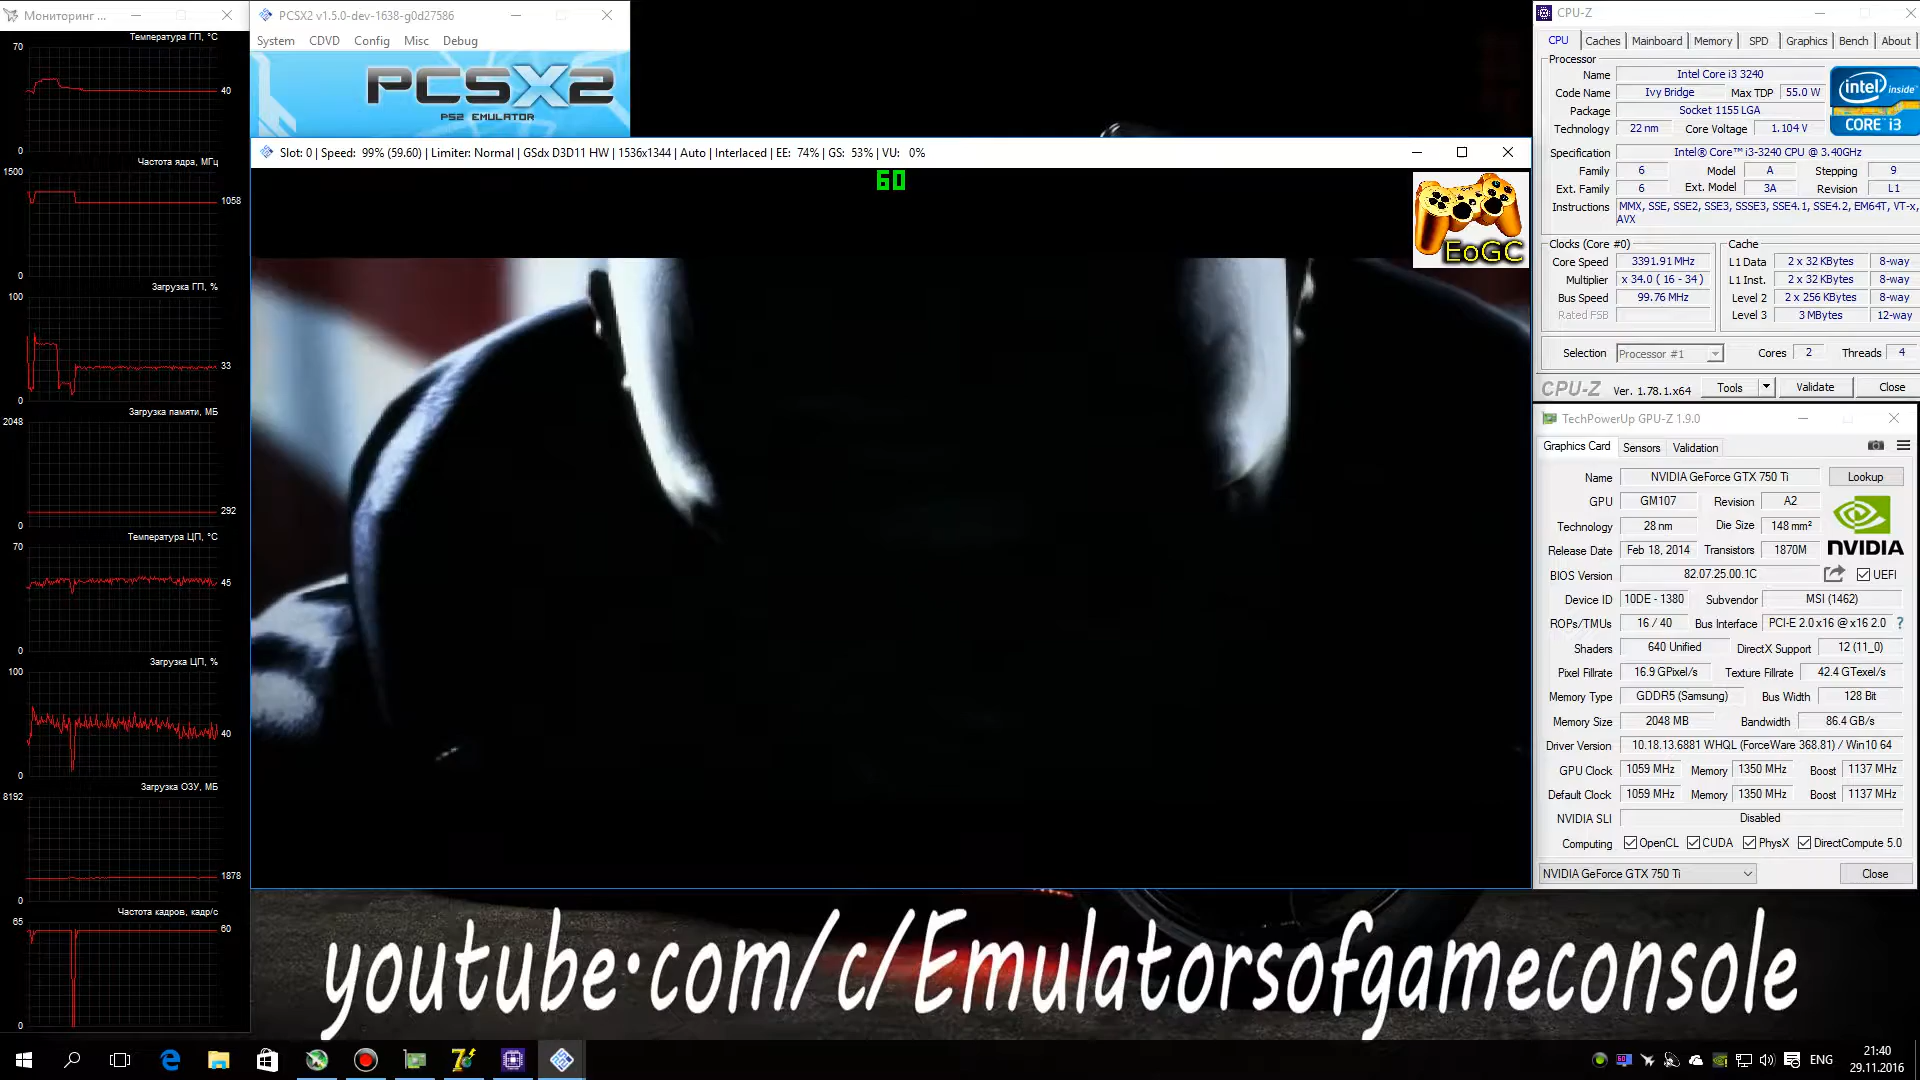 Мониторинг ...
Температура ГП, °C
70
40
0
Частота ядра, МГц
1500
1058
0
Загрузка ГП, %
100
33
0
Загрузка памяти, МБ
2048
292
0
Температура ЦП, °C
70
45
0
Загрузка ЦП, %
100
40
0
Загрузка ОЗУ, МБ
8192
1878
0
Частота кадров, кадр/с
65
60
0
PCSX2 v1.5.0-dev-1638-g0d27586
System CDVD Config Misc Debug
PCSX2
PS2 EMULATOR
Slot: 0 | Speed: 99% (59.60) | Limiter: Normal | GSdx D3D11 HW | 1536x1344 | Auto | Interlaced | EE: 74% | GS: 53% | VU: 0%
60
EoGC
CPU-Z
CPU Caches Mainboard Memory SPD Graphics Bench About
Processor
Name Intel Core i3 3240
Code Name Ivy Bridge Max TDP 55.0 W
Package Socket 1155 LGA
Technology 22 nm Core Voltage 1.104 V
intel inside
CORE i3
Specification Intel® Core™ i3-3240 CPU @ 3.40GHz
Family 6 Model A Stepping 9
Ext. Family 6 Ext. Model 3A Revision L1
Instructions MMX, SSE, SSE2, SSE3, SSSE3, SSE4.1, SSE4.2, EM64T, VT-x,
AVX
Clocks (Core #0) Cache
Core Speed 3391.91 MHz L1 Data 2 x 32 KBytes 8-way
Multiplier x 34.0 ( 16 - 34 ) L1 Inst. 2 x 32 KBytes 8-way
Bus Speed 99.76 MHz Level 2 2 x 256 KBytes 8-way
Rated FSB Level 3 3 MBytes 12-way
Selection Processor #1 Cores 2 Threads 4
CPU-Z Ver. 1.78.1.x64 Tools Validate Close
TechPowerUp GPU-Z 1.9.0
Graphics Card Sensors Validation
Name NVIDIA GeForce GTX 750 Ti Lookup
GPU GM107 Revision A2
Technology 28 nm Die Size 148 mm²
Release Date Feb 18, 2014 Transistors 1870M
NVIDIA
BIOS Version 82.07.25.00.1C UEFI
Device ID 10DE - 1380 Subvendor MSI (1462)
ROPs/TMUs 16 / 40 Bus Interface PCI-E 2.0 x16 @ x16 2.0 ?
Shaders 640 Unified DirectX Support 12 (11_0)
Pixel Fillrate 16.9 GPixel/s Texture Fillrate 42.4 GTexel/s
Memory Type GDDR5 (Samsung) Bus Width 128 Bit
Memory Size 2048 MB Bandwidth 86.4 GB/s
Driver Version 10.18.13.6881 WHQL (ForceWare 368.81) / Win10 64
GPU Clock 1059 MHz Memory 1350 MHz Boost 1137 MHz
Default Clock 1059 MHz Memory 1350 MHz Boost 1137 MHz
NVIDIA SLI Disabled
Computing OpenCL CUDA PhysX DirectCompute 5.0
NVIDIA GeForce GTX 750 Ti Close
youtube.com/c/Emulatorsofgameconsole
ENG
21:40
29.11.2016